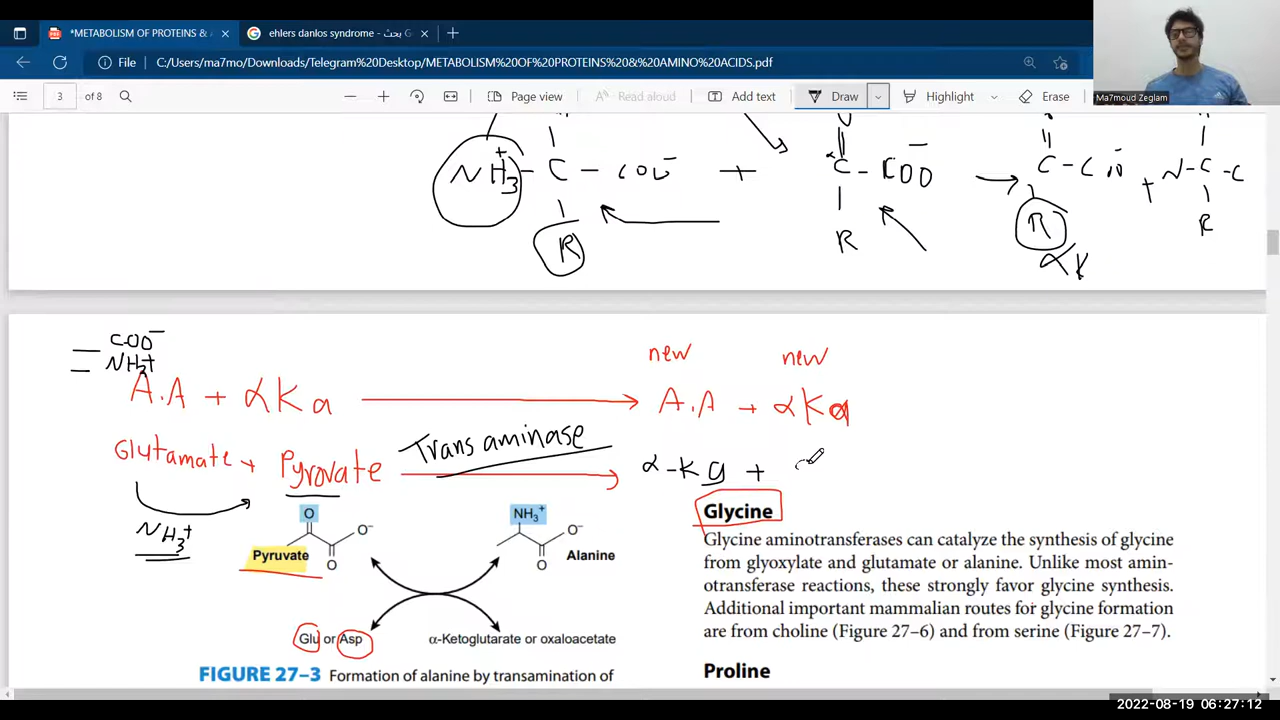 *METABOLISM OF PROTEINS & A
ehlers danlos syndrome - بحث G
File
C:/Users/ma7mo/Downloads/Telegram%20Desktop/METABOLISM%20OF%20PROTEINS%20&%20AMINO%20ACIDS.pdf
3 of 8
Page view
Read aloud
Add text
Draw
Highlight
Erase
Ma7moud Zeglam
NH3+ - C - COO- + C - COO → C - C + N - C - C
R R R R
αK
COO-
NH3+
new new
A.A + αKa → A.A + αKa
Glutamate + Pyrovate Transaminase α-Kg +
NH3+
O
O-
Pyruvate
O
NH3+
O-
Alanine
O
Glu or Asp
α-Ketoglutarate or oxaloacetate
FIGURE 27–3 Formation of alanine by transamination of
Glycine
Glycine aminotransferases can catalyze the synthesis of glycine
from glyoxylate and glutamate or alanine. Unlike most amin-
otransferase reactions, these strongly favor glycine synthesis.
Additional important mammalian routes for glycine formation
are from choline (Figure 27–6) and from serine (Figure 27–7).
Proline
2022-08-19 06:27:12